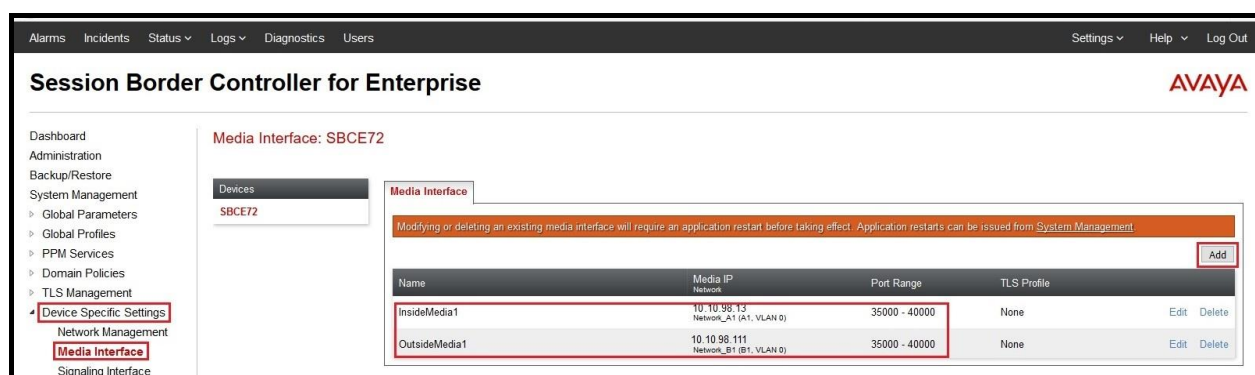 Alarms Incidents Status Logs Diagnostics Users Settings Help Log Out
Session Border Controller for Enterprise
AVAYA
Dashboard
Administration
Backup/Restore
System Management
Global Parameters
Global Profiles
PPM Services
Domain Policies
TLS Management
Device Specific Settings
Network Management
Media Interface
Signaling Interface
Media Interface: SBCE72
Devices
SBCE72
Media Interface
Modifying or deleting an existing media interface will require an application restart before taking effect. Application restarts can be issued from System Management.
Add
Name Media IP Port Range TLS Profile
Network
InsideMedia1 10.10.98.13 35000 - 40000 None Edit Delete
Network_A1 (A1, VLAN 0)
OutsideMedia1 10.10.98.111 35000 - 40000 None Edit Delete
Network_B1 (B1, VLAN 0)